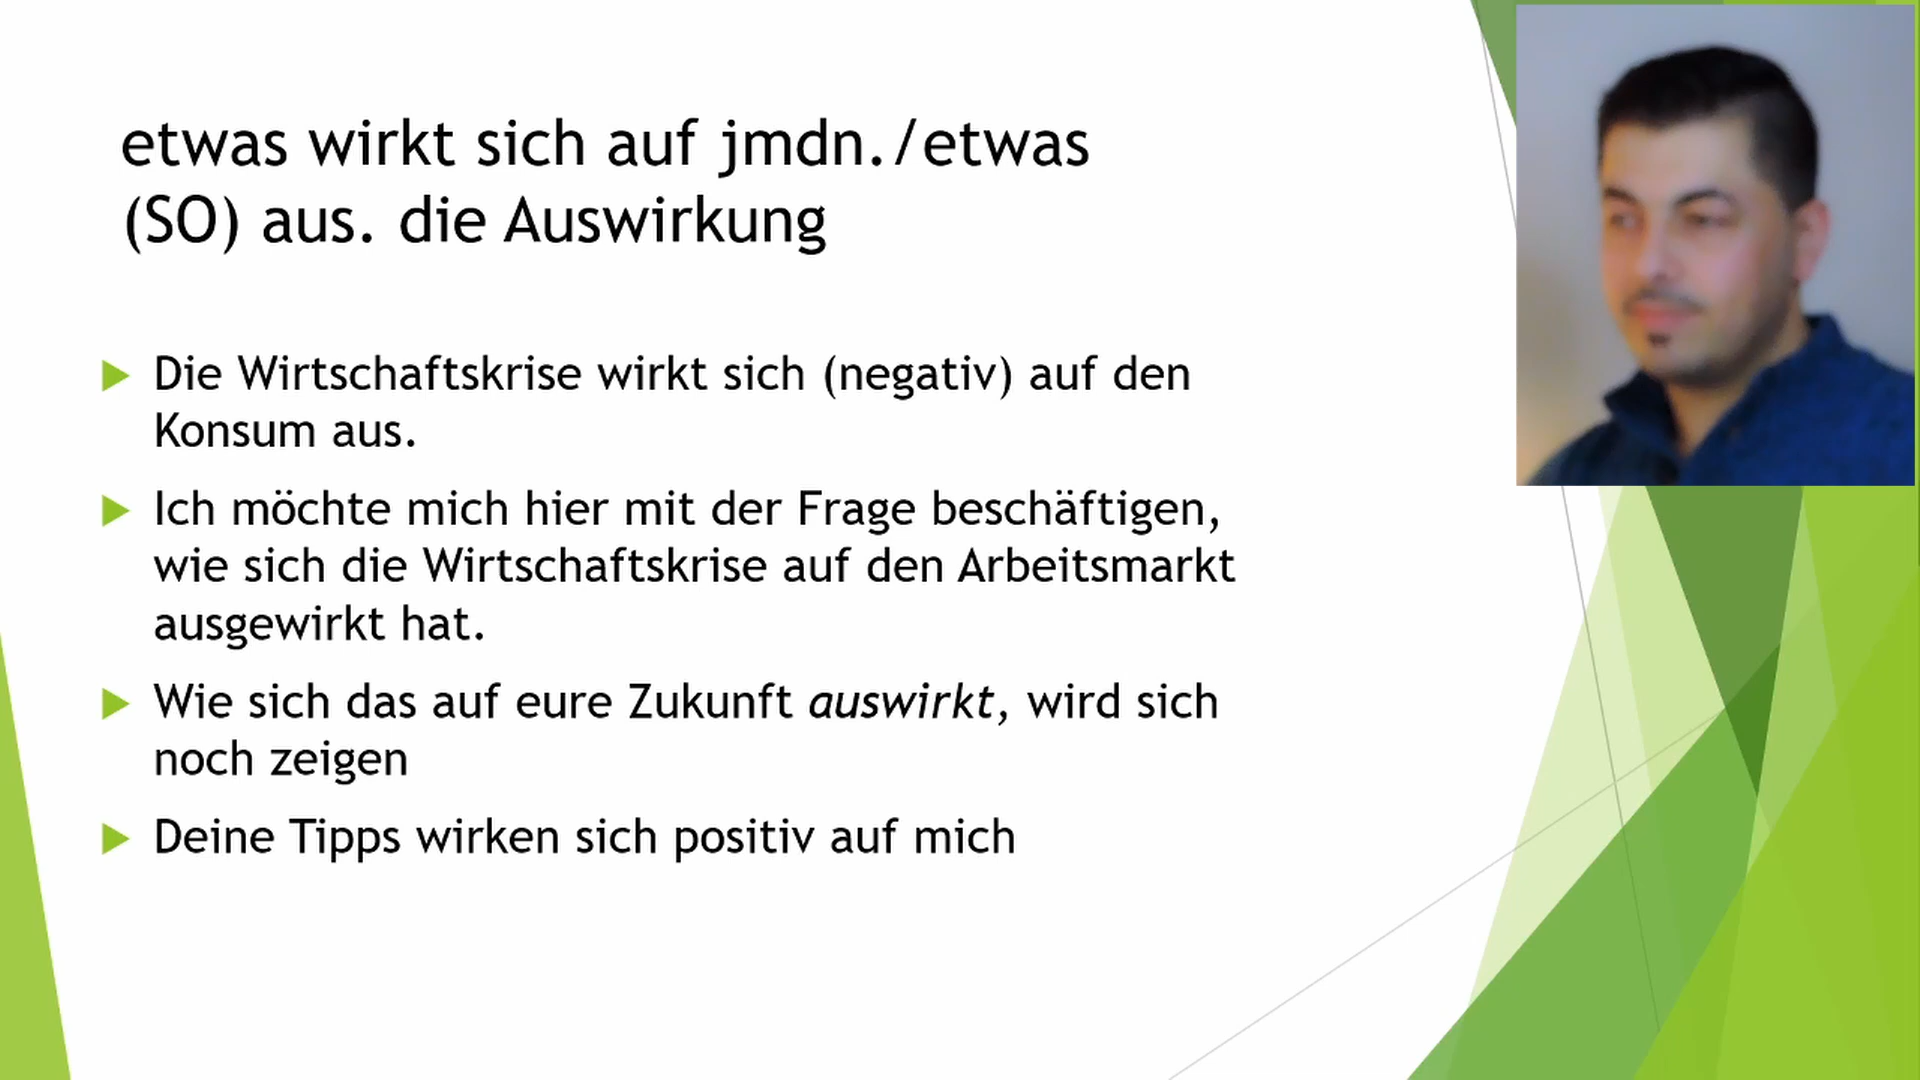 etwas wirkt sich auf jmdn./etwas
(SO) aus. die Auswirkung
Die Wirtschaftskrise wirkt sich (negativ) auf den
Konsum aus.
Ich möchte mich hier mit der Frage beschäftigen,
wie sich die Wirtschaftskrise auf den Arbeitsmarkt
ausgewirkt hat.
Wie sich das auf eure Zukunft auswirkt, wird sich
noch zeigen
Deine Tipps wirken sich positiv auf mich